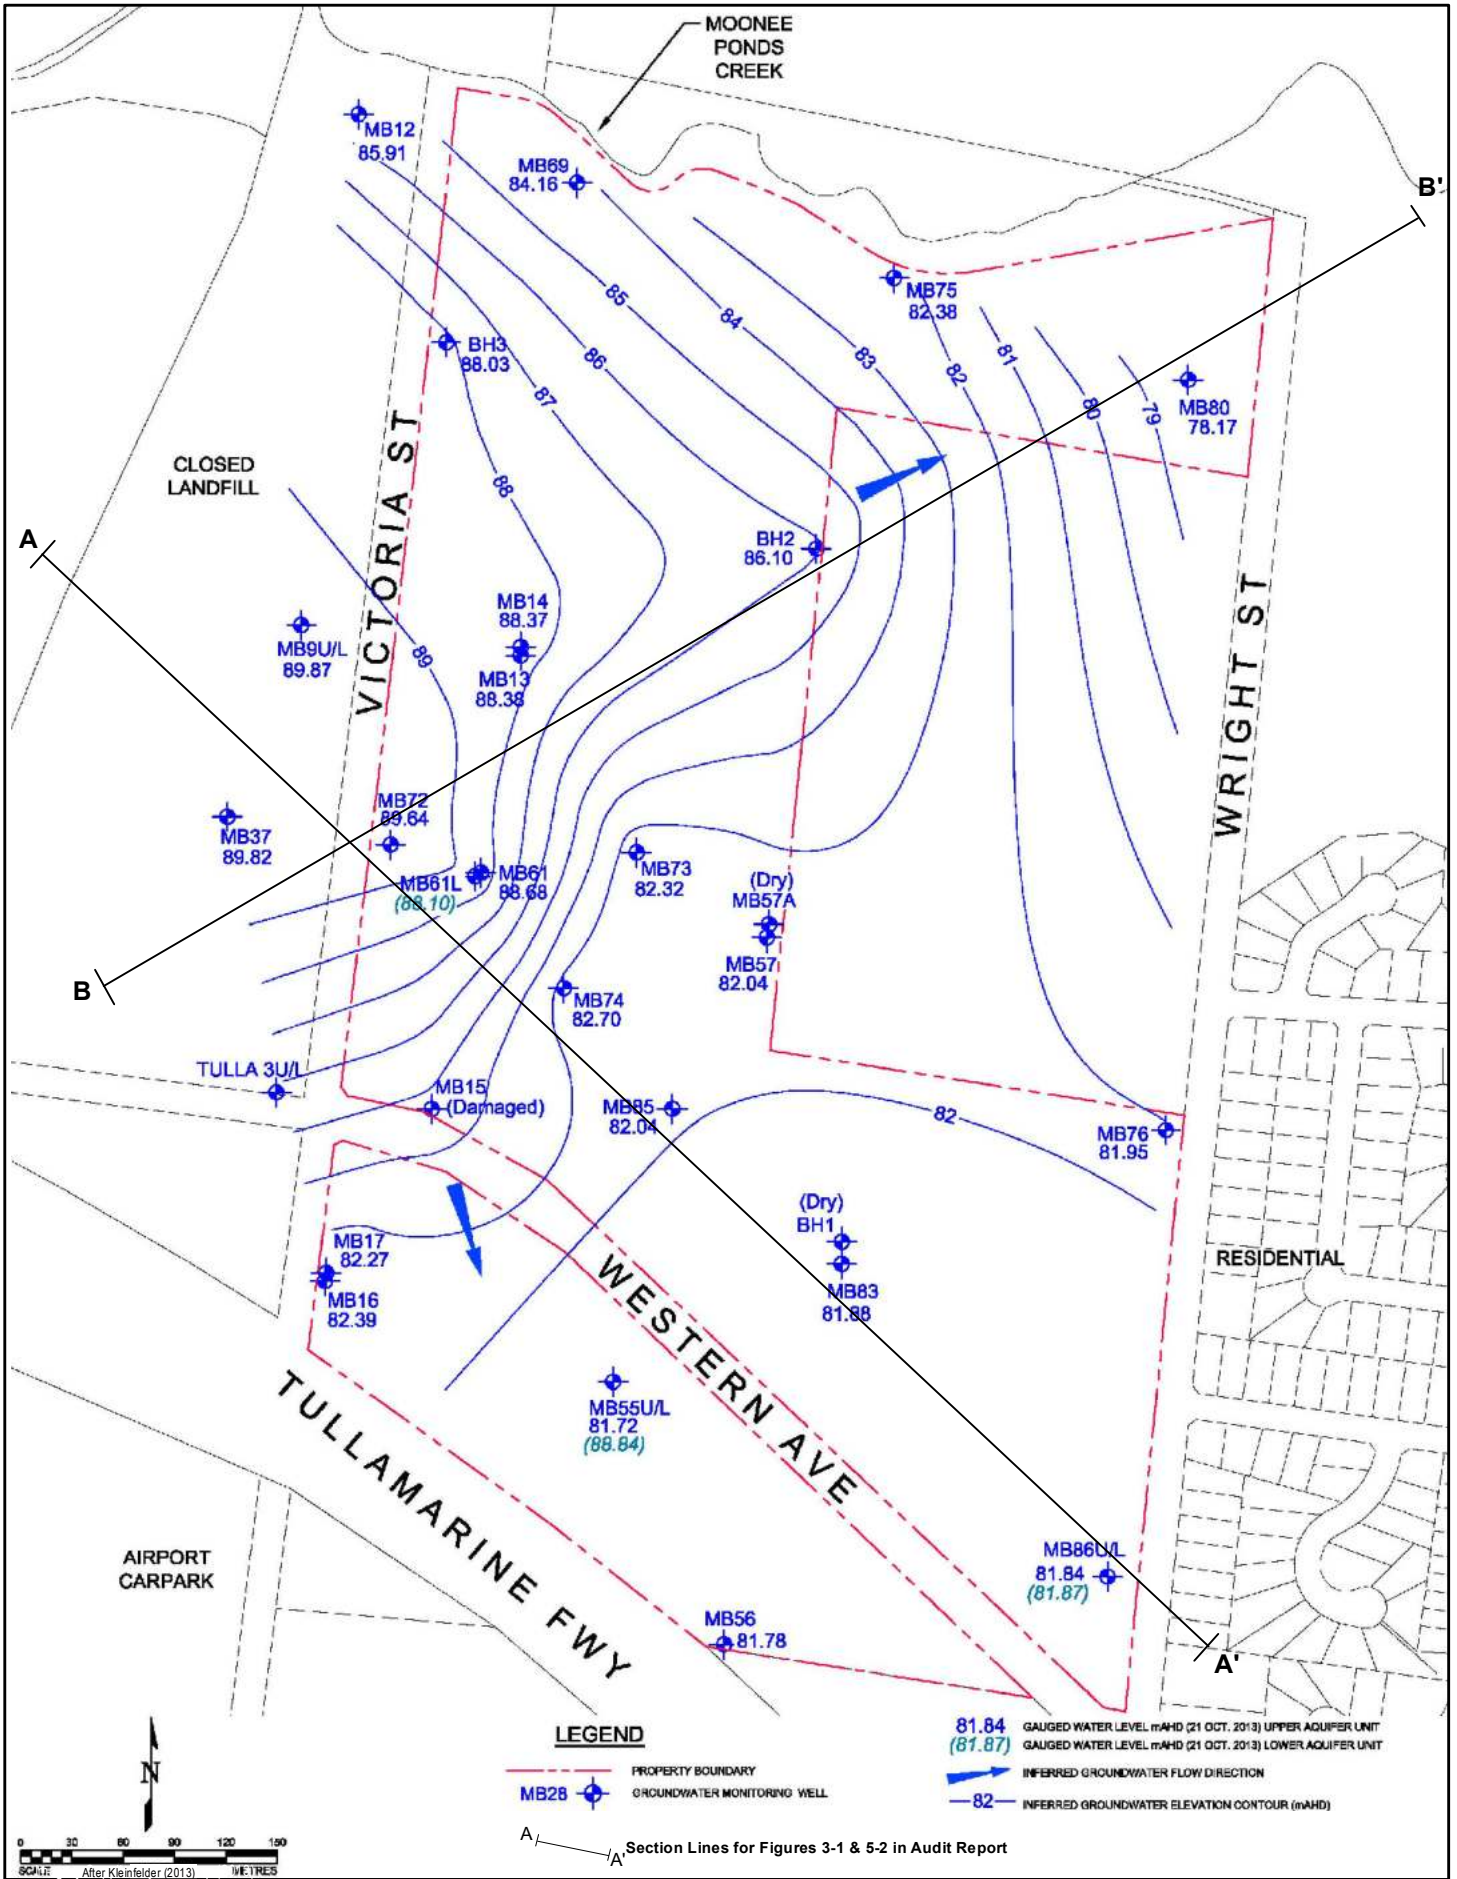 MOONEE
PONDS
CREEK
MB12
85.91
MB69
84.16
B'
MB75
82.38
85
84
83
82
81
80
79
86
87
88
BH3
88.03
MB80
78.17
CLOSED
LANDFILL
VICTORIA ST
A
BH2
86.10
MB14
88.37
MB13
88.38
MB9U/L
89.87
89
WRIGHT ST
MB72
89.64
MB37
89.82
MB61L
(88.10)
MB61
88.68
MB73
82.32
(Dry)
MB57A
MB57
82.04
B
MB74
82.70
TULLA 3U/L
MB15
(Damaged)
MB85
82.04
82
MB76
81.95
(Dry)
BH1
MB83
81.88
MB17
82.27
MB16
82.39
RESIDENTIAL
WESTERN AVE
MB55U/L
81.72
(88.84)
TULLAMARINE FWY
AIRPORT
CARPARK
MB86U/L
81.84
(81.87)
MB56
81.78
A'
N
LEGEND
PROPERTY BOUNDARY
MB28 GROUNDWATER MONITORING WELL
81.84 GAUGED WATER LEVEL mAHD (21 OCT. 2013) UPPER AQUIFER UNIT
(81.87) GAUGED WATER LEVEL mAHD (21 OCT. 2013) LOWER AQUIFER UNIT
INFERRED GROUNDWATER FLOW DIRECTION
82 INFERRED GROUNDWATER ELEVATION CONTOUR (mAHD)
A A' Section Lines for Figures 3-1 & 5-2 in Audit Report
0 30 60 90 120 150
SCALE After Kleinfelder (2013) METRES